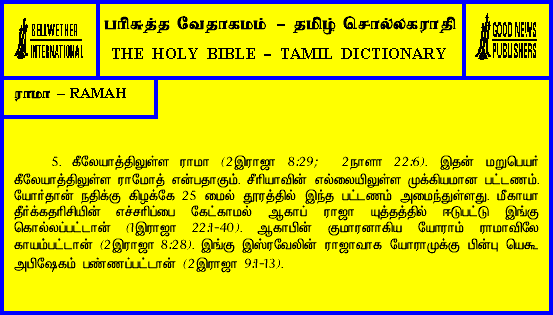 BELLWETHER
INTERNATIONAL
பரிசுத்த வேதாகமம் - தமிழ் சொல்லகராதி
THE HOLY BIBLE - TAMIL DICTIONARY
GOOD NEWS
PUBLISHERS
ராமா - RAMAH
5. கீலேயாத்திலுள்ள ராமா (2இராஜா 8:29; 2நாளா 22:6). இதன் மறுபெயர்
கீலேயாத்திலுள்ள ராமோத் என்பதாகும். சீரியாவின் எல்லையிலுள்ள முக்கியமான பட்டணம்.
யோர்தான் நதிக்கு கிழக்கே 25 மைல் தூரத்தில் இந்த பட்டணம் அமைந்துள்ளது. மீகாயா
தீர்க்கதரிசியின் எச்சரிப்பை கேட்காமல் ஆகாப் ராஜா யுத்தத்தில் ஈடுபட்டு இங்கு
கொல்லப்பட்டான் (1இராஜா 22:1-40). ஆகாபின் குமாரனாகிய யோராம் ராமாவிலே
காயம்பட்டான் (2இராஜா 8:28). இங்கு இஸ்ரவேலின் ராஜாவாக யோராமுக்கு பின்பு யெகூ
அபிஷேகம் பண்ணப்பட்டான் (2இராஜா 9:1-13).